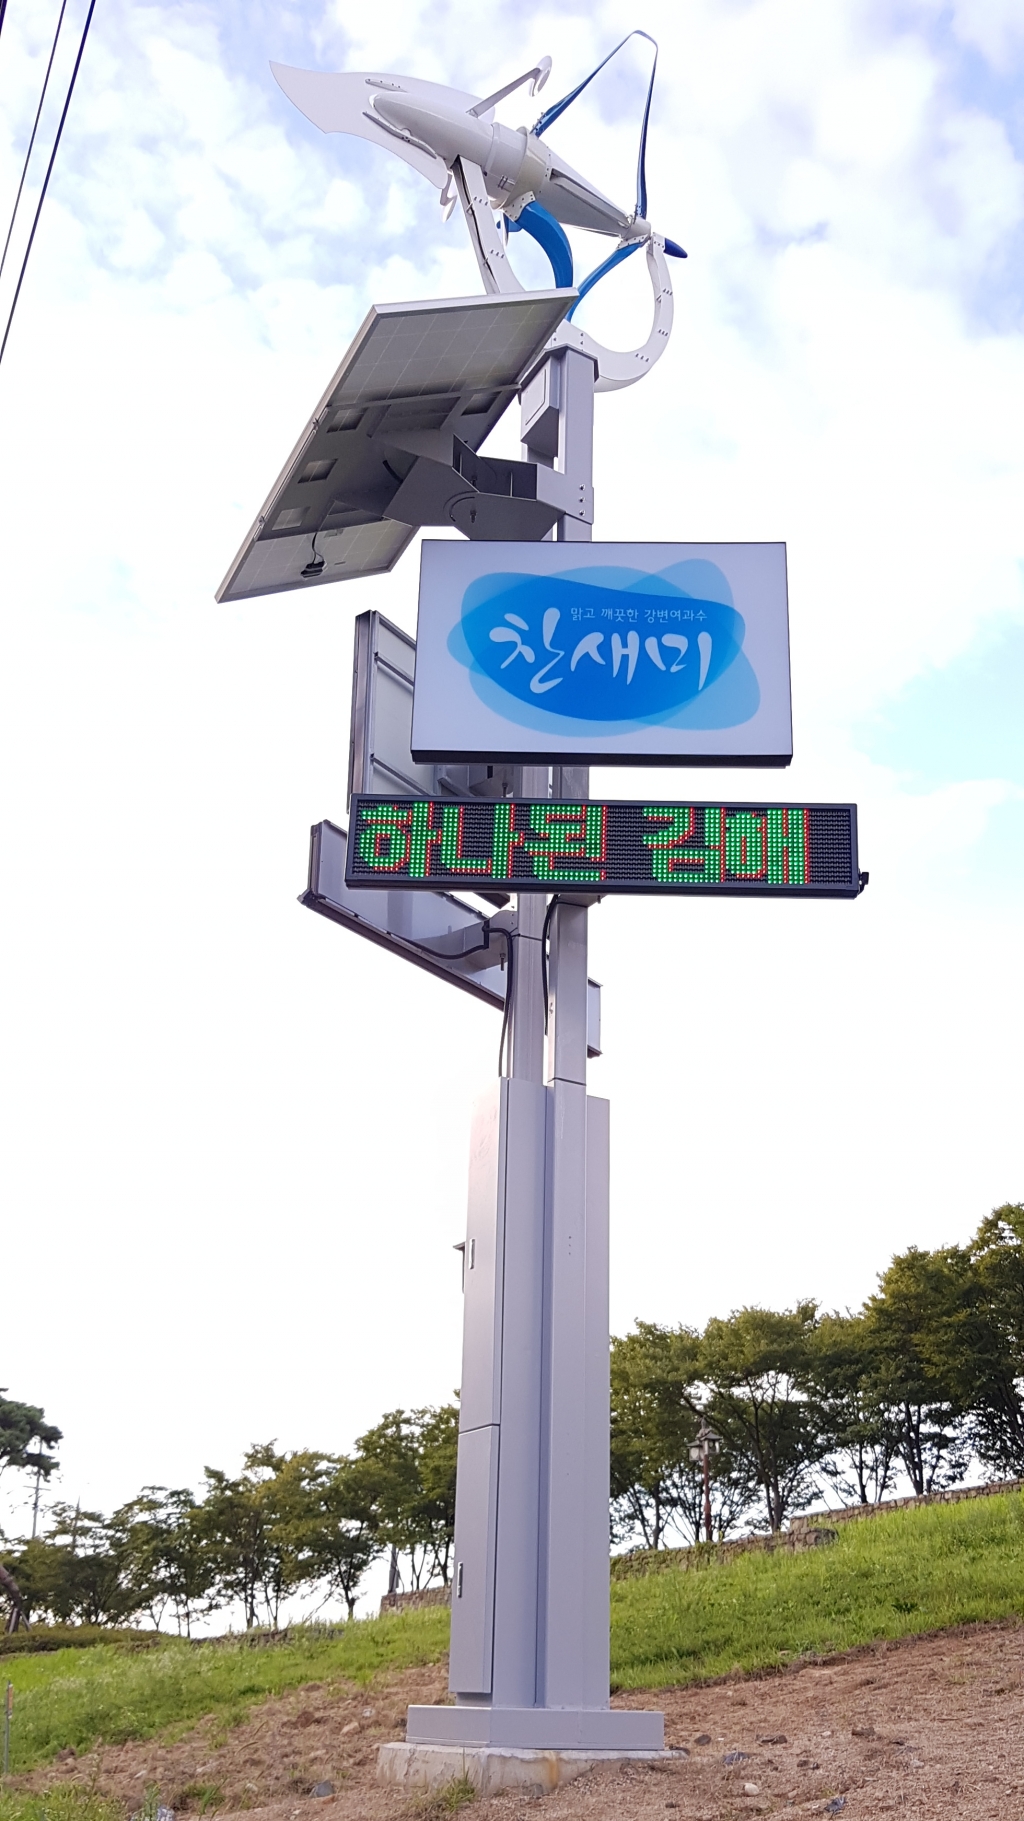 맑고 깨끗한 강변여과수
찬새미
하나된 김해